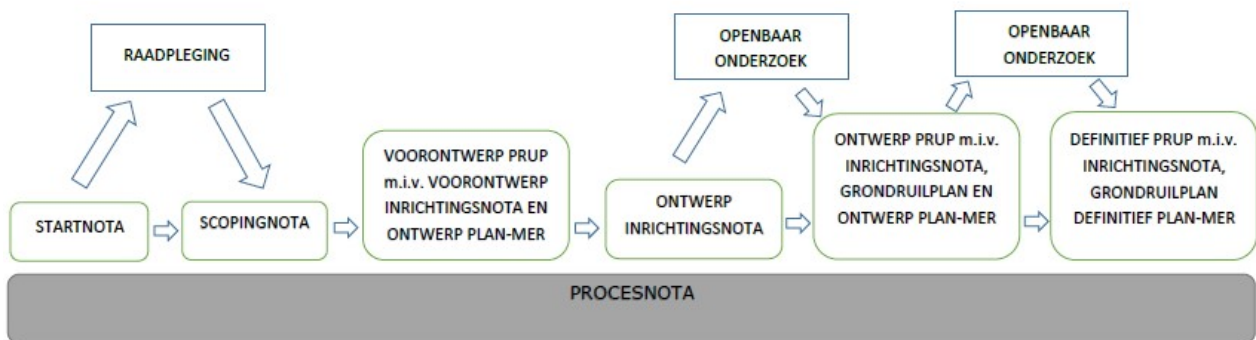 RAADPLEGING
OPENBAAR
ONDERZOEK
OPENBAAR
ONDERZOEK
STARTNOTA
SCOPINGNOTA
VOORONTWERP PRUP
m.i.v. VOORONTWERP
INRICHTINGSNOTA EN
ONTWERP PLAN-MER
ONTWERP
INRICHTINGSNOTA
ONTWERP PRUP m.i.v.
INRICHTINGSNOTA,
GRONDRUILPLAN EN
ONTWERP PLAN-MER
DEFINITIEF PRUP m.i.v.
INRICHTINGSNOTA,
GRONDRUILPLAN
DEFINITIEF PLAN-MER
PROCESNOTA